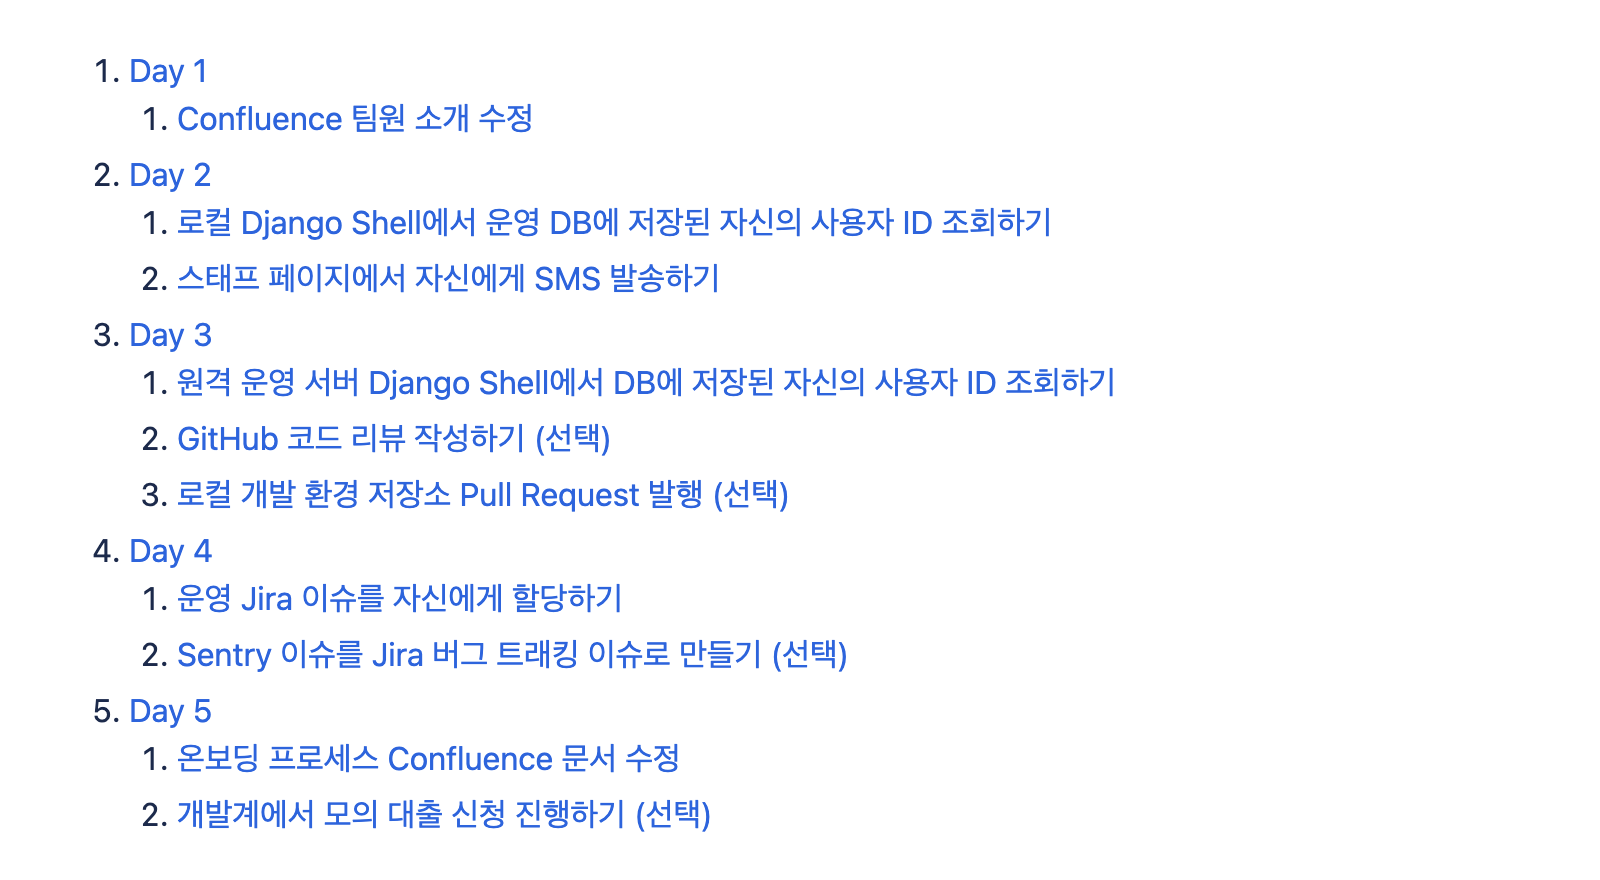 1. Day 1
1. Confluence 팀원 소개 수정
2. Day 2
1. 로컬 Django Shell에서 운영 DB에 저장된 자신의 사용자 ID 조회하기
2. 스태프 페이지에서 자신에게 SMS 발송하기
3. Day 3
1. 원격 운영 서버 Django Shell에서 DB에 저장된 자신의 사용자 ID 조회하기
2. GitHub 코드 리뷰 작성하기 (선택)
3. 로컬 개발 환경 저장소 Pull Request 발행 (선택)
4. Day 4
1. 운영 Jira 이슈를 자신에게 할당하기
2. Sentry 이슈를 Jira 버그 트래킹 이슈로 만들기 (선택)
5. Day 5
1. 온보딩 프로세스 Confluence 문서 수정
2. 개발계에서 모의 대출 신청 진행하기 (선택)